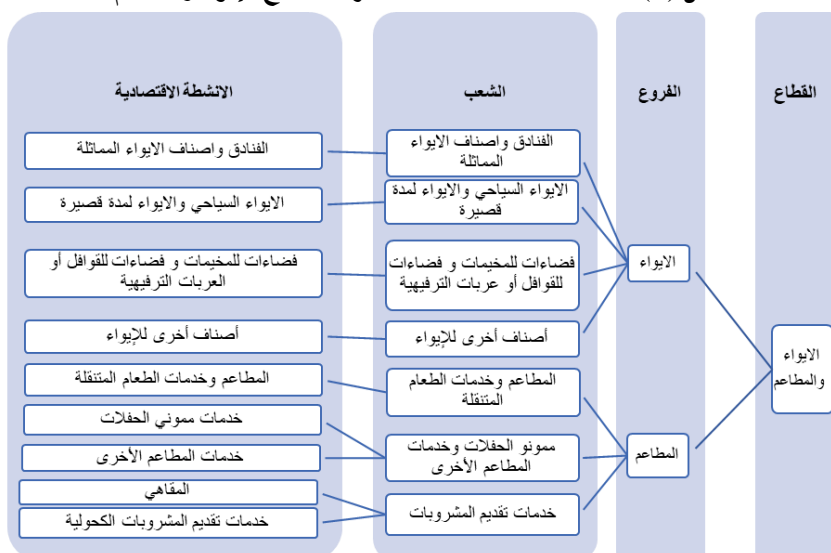 القطاع
الفروع
الشعب
الانشطة الاقتصادية
الايواء
والمطاعم
الايواء
المطاعم
الفنادق واصناف الايواء
المماثلة
الايواء السياحي والايواء لمدة
قصيرة
فضاءات للمخيمات و فضاءات
للقوافل أو عربات الترفيهية
أصناف أخرى للإيواء
المطاعم وخدمات الطعام
المتنقلة
ممونو الحفلات وخدمات
المطاعم الأخرى
خدمات تقديم المشروبات
الفنادق واصناف الايواء المماثلة
الايواء السياحي والايواء لمدة قصيرة
فضاءات للمخيمات و فضاءات للقوافل أو
العربات الترفيهية
أصناف أخرى للإيواء
المطاعم وخدمات الطعام المتنقلة
خدمات مموني الحفلات
خدمات المطاعم الأخرى
المقاهي
خدمات تقديم المشروبات الكحولية